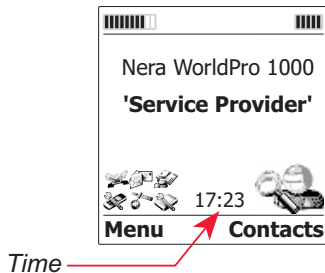 Nera WorldPro 1000
'Service Provider'
17:23
Menu Contacts
Time